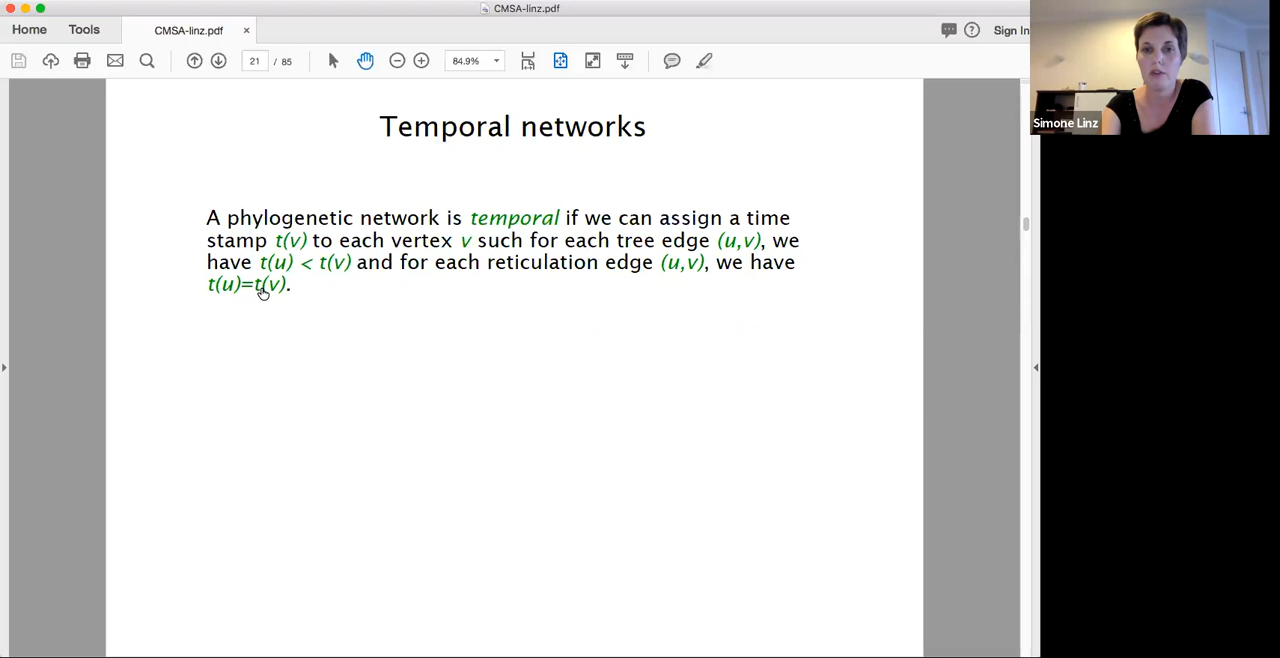 CMSA-linz.pdf
Home Tools CMSA-linz.pdf × Sign In
21 / 85 84.9%
Simone Linz
Temporal networks
A phylogenetic network is temporal if we can assign a time
stamp t(v) to each vertex v such for each tree edge (u,v), we
have t(u) < t(v) and for each reticulation edge (u,v), we have
t(u)=t(v).